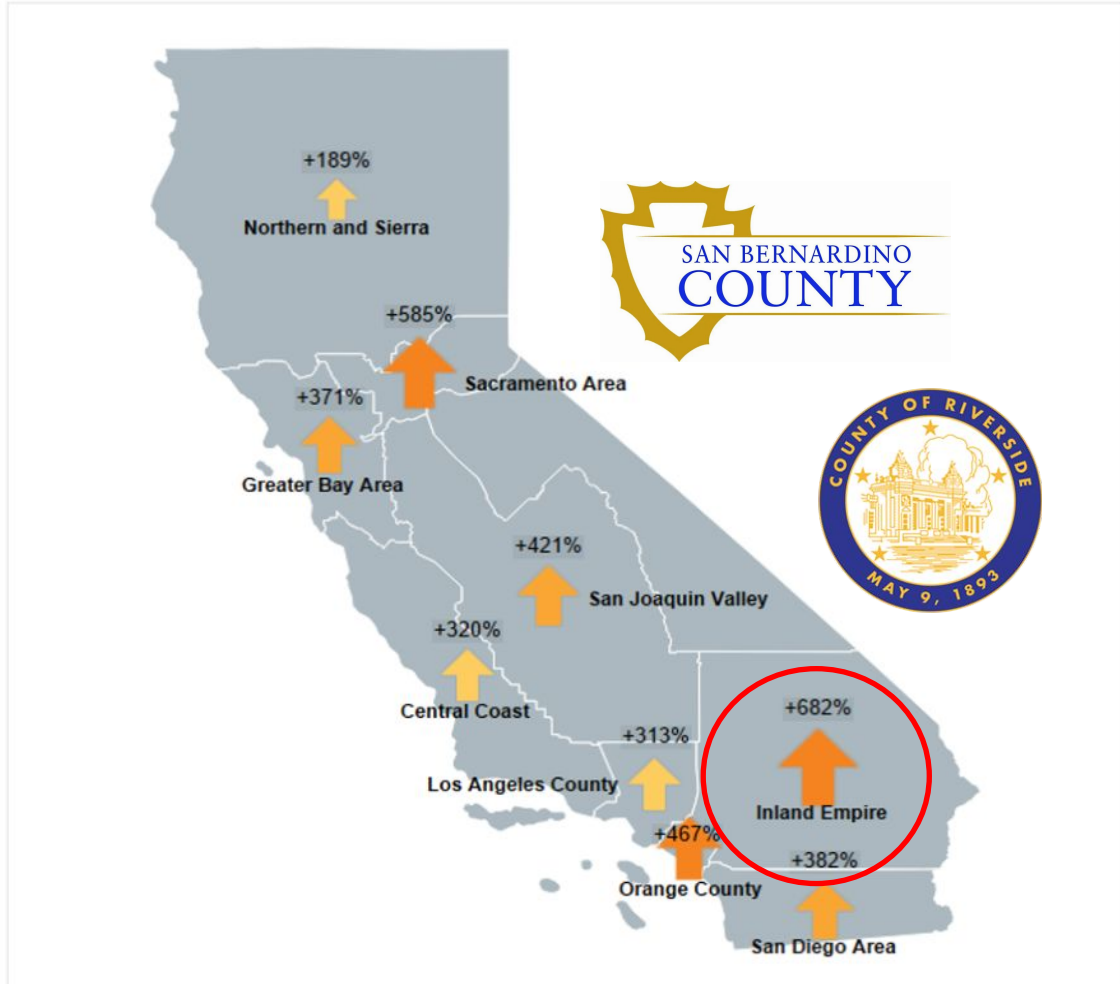 +189%
Northern and Sierra
SAN BERNARDINO
COUNTY
+585%
Sacramento Area
+371%
Greater Bay Area
COUNTY OF RIVERSIDE
MAY 9, 1893
+421%
San Joaquin Valley
+320%
Central Coast
+682%
Inland Empire
+313%
Los Angeles County
+467%
Orange County
+382%
San Diego Area